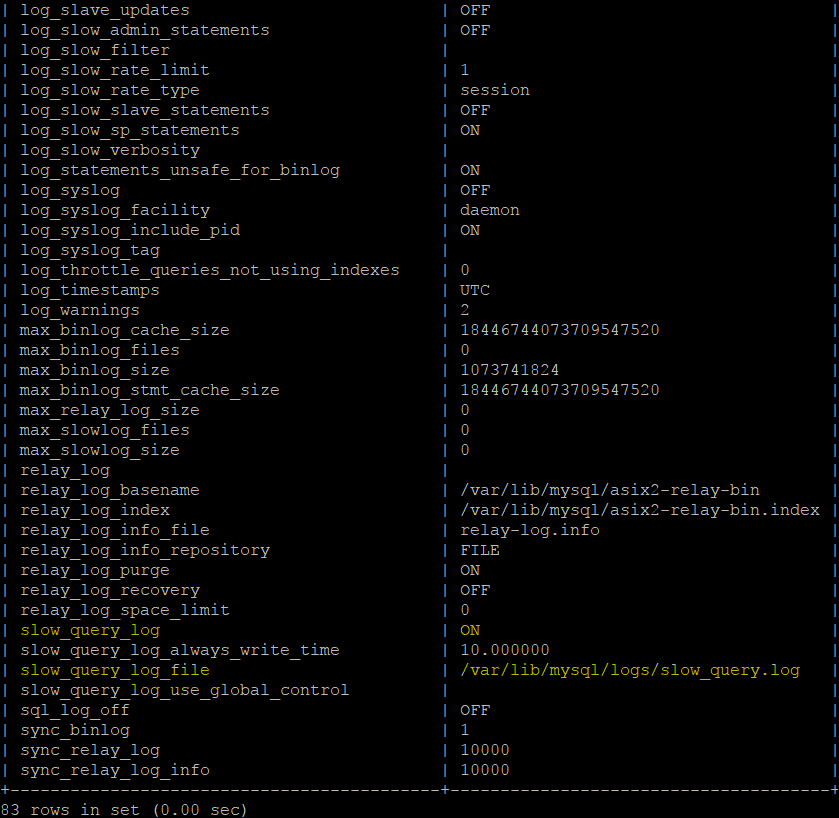 | log_slave_updates | OFF |
| log_slow_admin_statements | OFF |
| log_slow_filter | |
| log_slow_rate_limit | 1 |
| log_slow_rate_type | session |
| log_slow_slave_statements | OFF |
| log_slow_sp_statements | ON |
| log_slow_verbosity | |
| log_statements_unsafe_for_binlog | ON |
| log_syslog | OFF |
| log_syslog_facility | daemon |
| log_syslog_include_pid | ON |
| log_syslog_tag | |
| log_throttle_queries_not_using_indexes | 0 |
| log_timestamps | UTC |
| log_warnings | 2 |
| max_binlog_cache_size | 18446744073709547520 |
| max_binlog_files | 0 |
| max_binlog_size | 1073741824 |
| max_binlog_stmt_cache_size | 18446744073709547520 |
| max_relay_log_size | 0 |
| max_slowlog_files | 0 |
| max_slowlog_size | 0 |
| relay_log | |
| relay_log_basename | /var/lib/mysql/asix2-relay-bin |
| relay_log_index | /var/lib/mysql/asix2-relay-bin.index |
| relay_log_info_file | relay-log.info |
| relay_log_info_repository | FILE |
| relay_log_purge | ON |
| relay_log_recovery | OFF |
| relay_log_space_limit | 0 |
| slow_query_log | ON |
| slow_query_log_always_write_time | 10.000000 |
| slow_query_log_file | /var/lib/mysql/logs/slow_query.log |
| slow_query_log_use_global_control | |
| sql_log_off | OFF |
| sync_binlog | 1 |
| sync_relay_log | 10000 |
| sync_relay_log_info | 10000 |
+-------------------------------------------+--------------------------------------+
83 rows in set (0.00 sec)